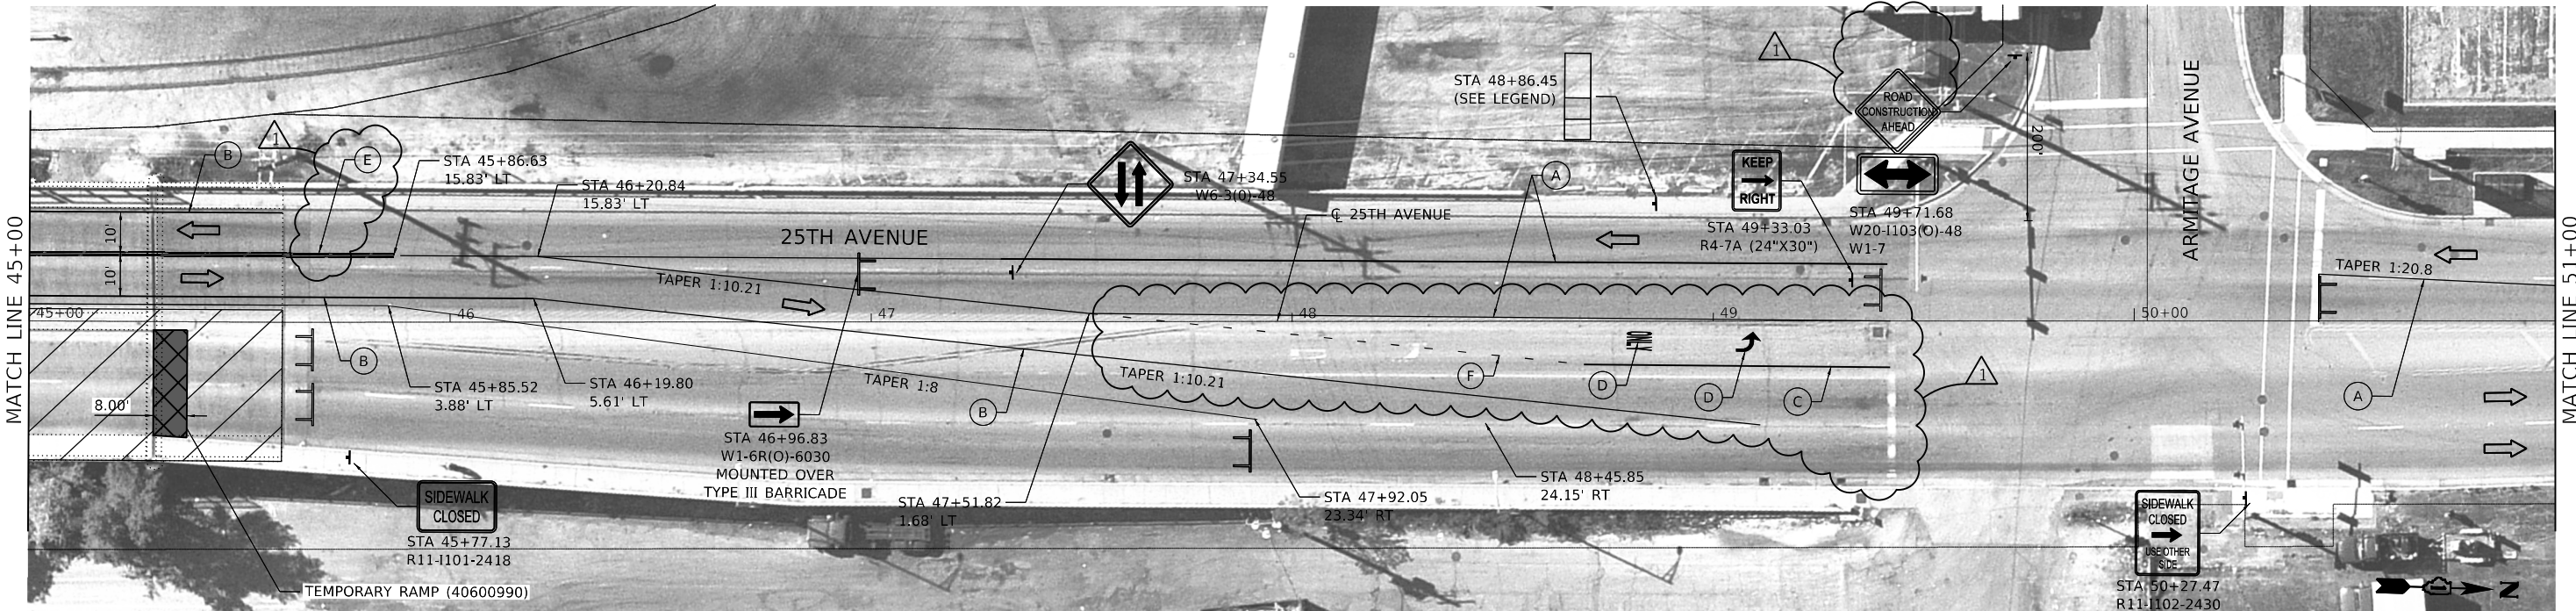 MATCH LINE 45+00
1
B
E
STA 45+86.63
15.83' LT
STA 46+20.84
15.83' LT
10'
10'
45+00
TAPER 1:10.21
25TH AVENUE
STA 47+34.55
W6-3(O)-48
℄ 25TH AVENUE
STA 48+86.45
(SEE LEGEND)
A
1
ROAD
CONSTRUCTION
AHEAD
KEEP
RIGHT
STA 49+33.03
R4-7A (24"X30")
STA 49+71.68
W20-I103(O)-48
W1-7
200'
ARMITAGE AVENUE
TAPER 1:20.8
MATCH LINE 51+00
46
47
48
49
50+00
8.00'
B
STA 45+85.52
3.88' LT
STA 46+19.80
5.61' LT
TAPER 1:8
TAPER 1:10.21
B
F
D
D
C
1
A
STA 46+96.83
W1-6R(O)-6030
MOUNTED OVER
TYPE III BARRICADE
STA 47+51.82
1.68' LT
STA 47+92.05
23.34' RT
STA 48+45.85
24.15' RT
SIDEWALK
CLOSED
STA 45+77.13
R11-I101-2418
TEMPORARY RAMP (40600990)
SIDEWALK
CLOSED
USE OTHER
SIDE
STA 50+27.47
R11-I102-2430
N